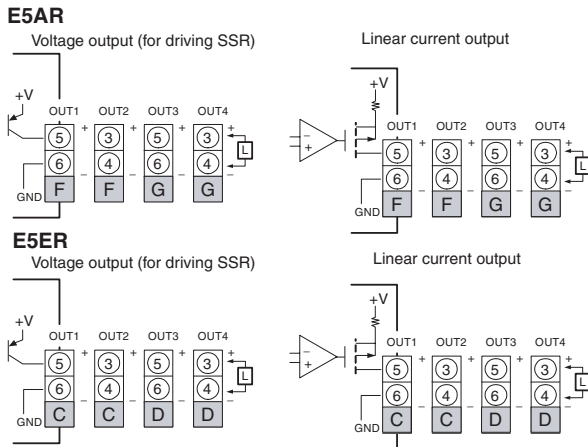 E5AR
Voltage output (for driving SSR)
+V
OUT1 OUT2 OUT3 OUT4
5 + 3 + 5 + 3 +
L
6 - 4 - 6 - 4 -
GND F F G G
Linear current output
+V
OUT1 OUT2 OUT3 OUT4
- +
5 + 3 + 5 + 3 +
L
6 - 4 - 6 - 4 -
GND F F G G
E5ER
Voltage output (for driving SSR)
+V
OUT1 OUT2 OUT3 OUT4
5 + 3 + 5 + 3 +
L
6 - 4 - 6 - 4 -
GND C C D D
Linear current output
+V
OUT1 OUT2 OUT3 OUT4
- +
5 + 3 + 5 + 3 +
L
6 - 4 - 6 - 4 -
GND C C D D